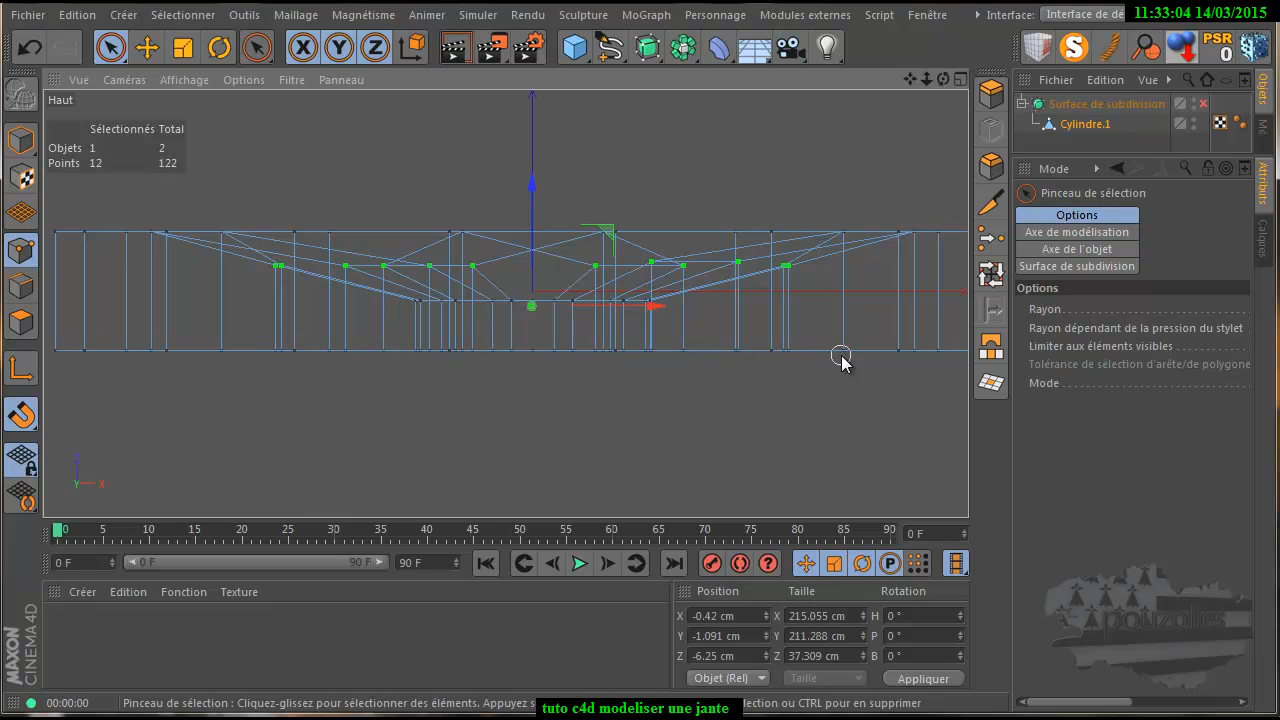 Fichier Edition Créer Sélectionner Outils Maillage Magnétisme Animer Simuler Rendu Sculpture MoGraph Personnage Modules externes Script Fenêtre Interface: Interface de dé
11:33:04 14/03/2015
X Y Z
S
PSR
0
Vue Caméras Affichage Options Filtre Panneau
Fichier Edition Vue
Haut
Sélectionnés Total
Objets 1 2
Points 12 122
Surface de subdivision
Cylindre.1
Objets
Mé
Mode
Pinceau de sélection
Options
Axe de modélisation
Axe de l'objet
Surface de subdivision
Options
Rayon
Rayon dépendant de la pression du stylet
Limiter aux éléments visibles
Tolérance de sélection d'arête/de polygone
Mode
Attributs
Calques
Z
Y X
0 5 10 15 20 25 30 35 40 45 50 55 60 65 70 75 80 85 90
0 F
0 F 0 F 90 F 90 F
P
Créer Edition Fonction Texture
Position Taille Rotation
X -0.42 cm X 215.055 cm H 0 °
Y -1.091 cm Y 211.288 cm P 0 °
Z -6.25 cm Z 37.309 cm B 0 °
Objet (Rel) Taille Appliquer
MAXON
CINEMA 4D
pouzolles
00:00:00 Pinceau de sélection : Cliquez-glissez pour sélectionner des éléments. Appuyez s
tuto c4d modeliser une jante
lection ou CTRL pour en supprimer